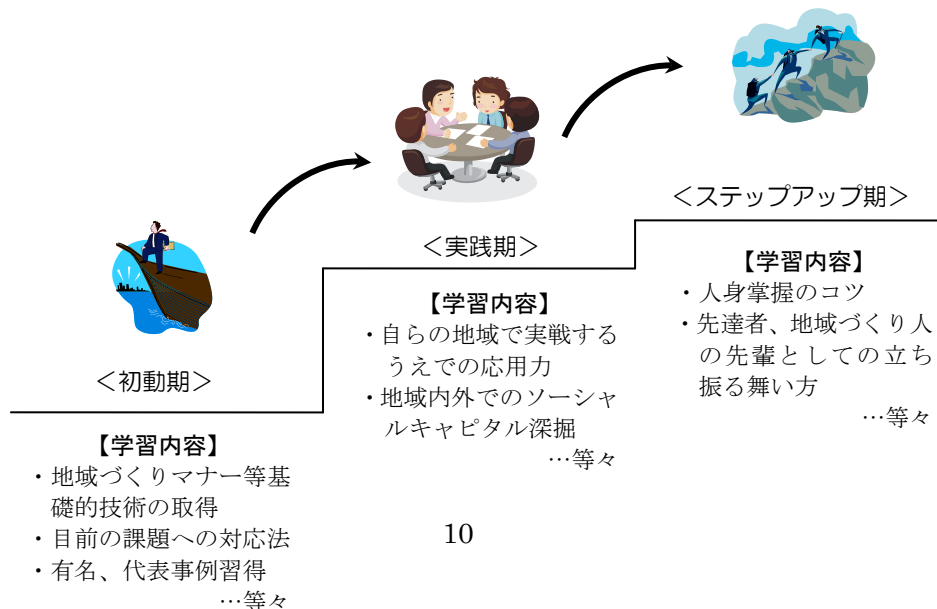 ＜初動期＞
【学習内容】
・地域づくりマナー等基
礎的技術の取得
・目前の課題への対応法
・有名、代表事例習得
…等々
＜実践期＞
【学習内容】
・自らの地域で実戦する
うえでの応用力
・地域内外でのソーシャ
ルキャピタル深掘
…等々
＜ステップアップ期＞
【学習内容】
・人身掌握のコツ
・先達者、地域づくり人
の先輩としての立ち
振る舞い方
…等々
10